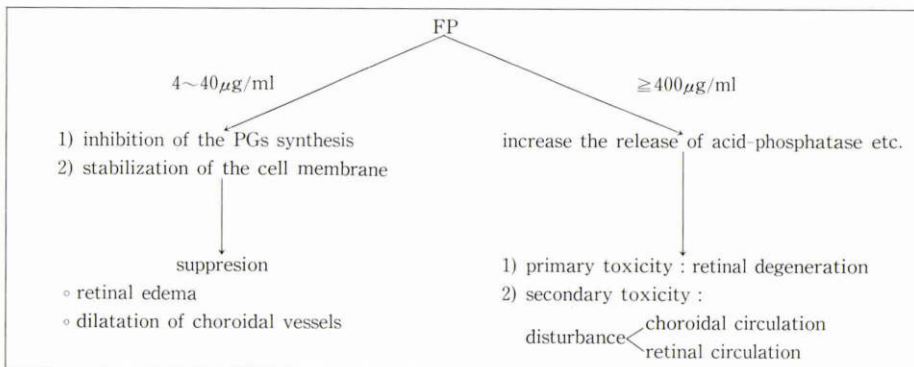 FP
4~40μg/ml
≧400μg/ml
1) inhibition of the PGs synthesis
2) stabilization of the cell membrane
increase the release of acid-phosphatase etc.
suppresion
○ retinal edema
○ dilatation of choroidal vessels
1) primary toxicity : retinal degeneration
2) secondary toxicity :
disturbance
choroidal circulation
retinal circulation